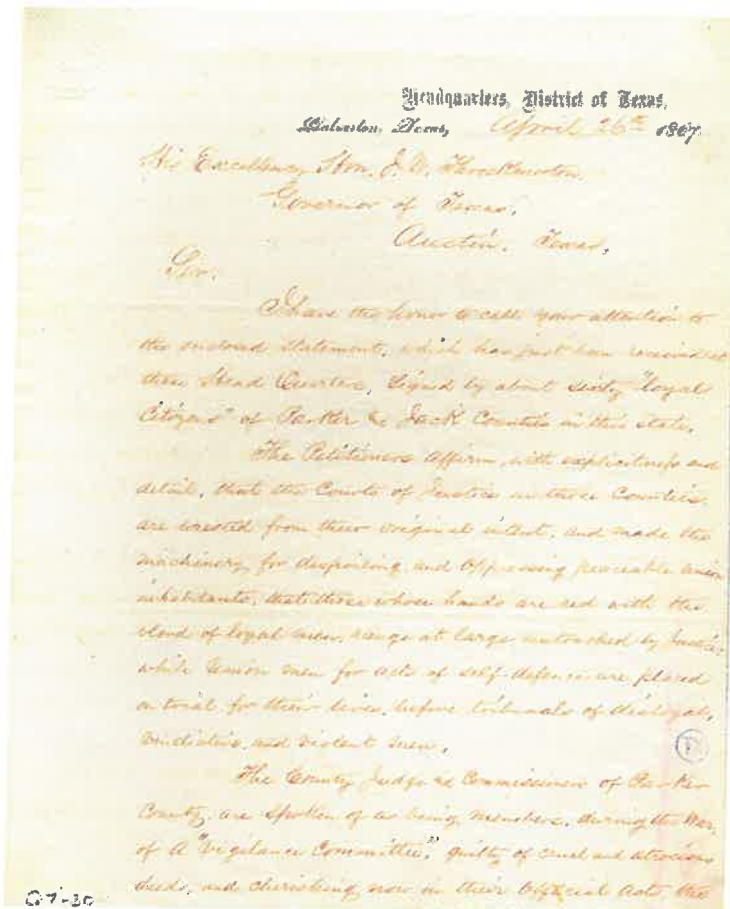 Headquarters, District of Texas,
Galveston, Texas, April 26th 1867.
His Excellency Hon. J. W. Throckmorton.
Governor of Texas,
Austin. Texas,
Sir.
I have the honor to call your attention to
the enclosed statement, which has just been received at
these Head Quarters, signed by about sixty "loyal
Citizens" of Parker & Jack Counties in this state.
The Petitioners affirm, with explicitness and
detail, that the Courts of Justice in those Counties,
are wrested from their original intent, and made the
machinery for despoiling and oppressing peaceable union
inhabitants, that those whose hands are red with the
blood of loyal men, range at large untouched by Justice,
while Union men for acts of self-defence are placed
on trial for their lives, before tribunals of disloyal,
vindictive, and violent men.
The County Judge & Commissioners of Parker
County, are spoken of as being members, during the War,
of a "Vigilance Committee," guilty of cruel and atrocious
deeds, and cherishing now in their Official Acts, the